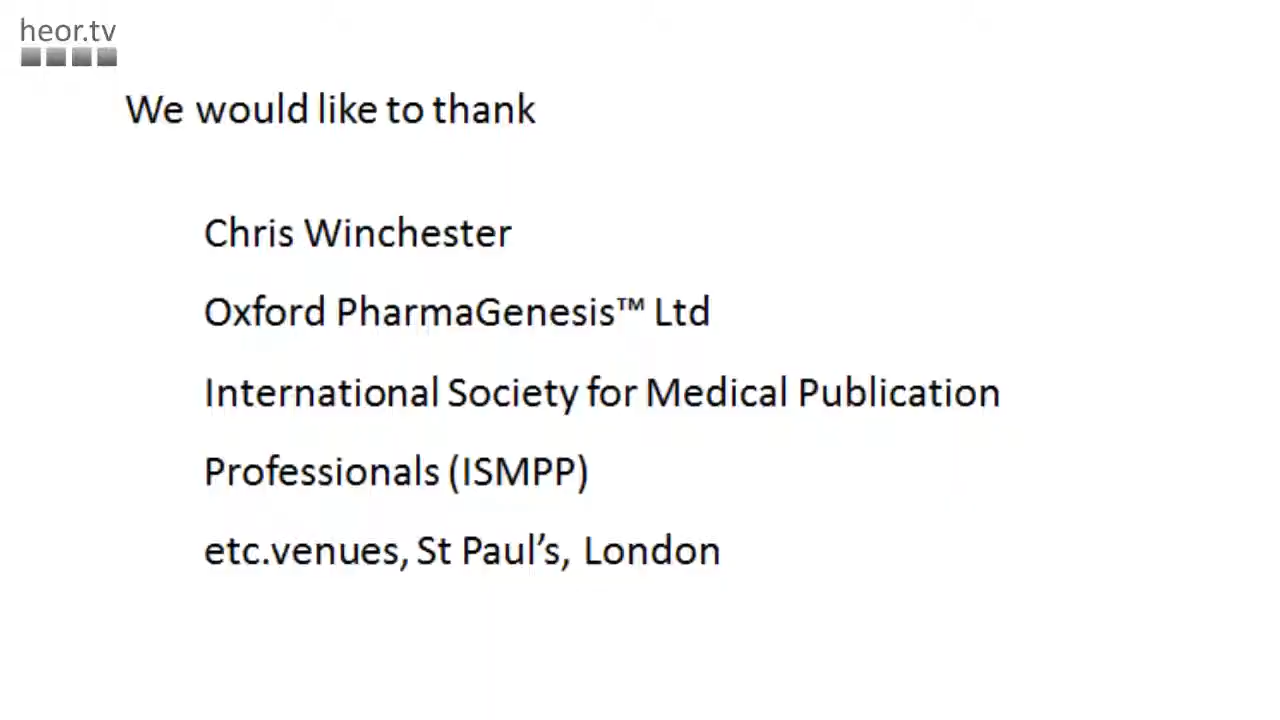 heor.tv
We would like to thank
Chris Winchester
Oxford PharmaGenesis™ Ltd
International Society for Medical Publication
Professionals (ISMPP)
etc.venues, St Paul’s, London